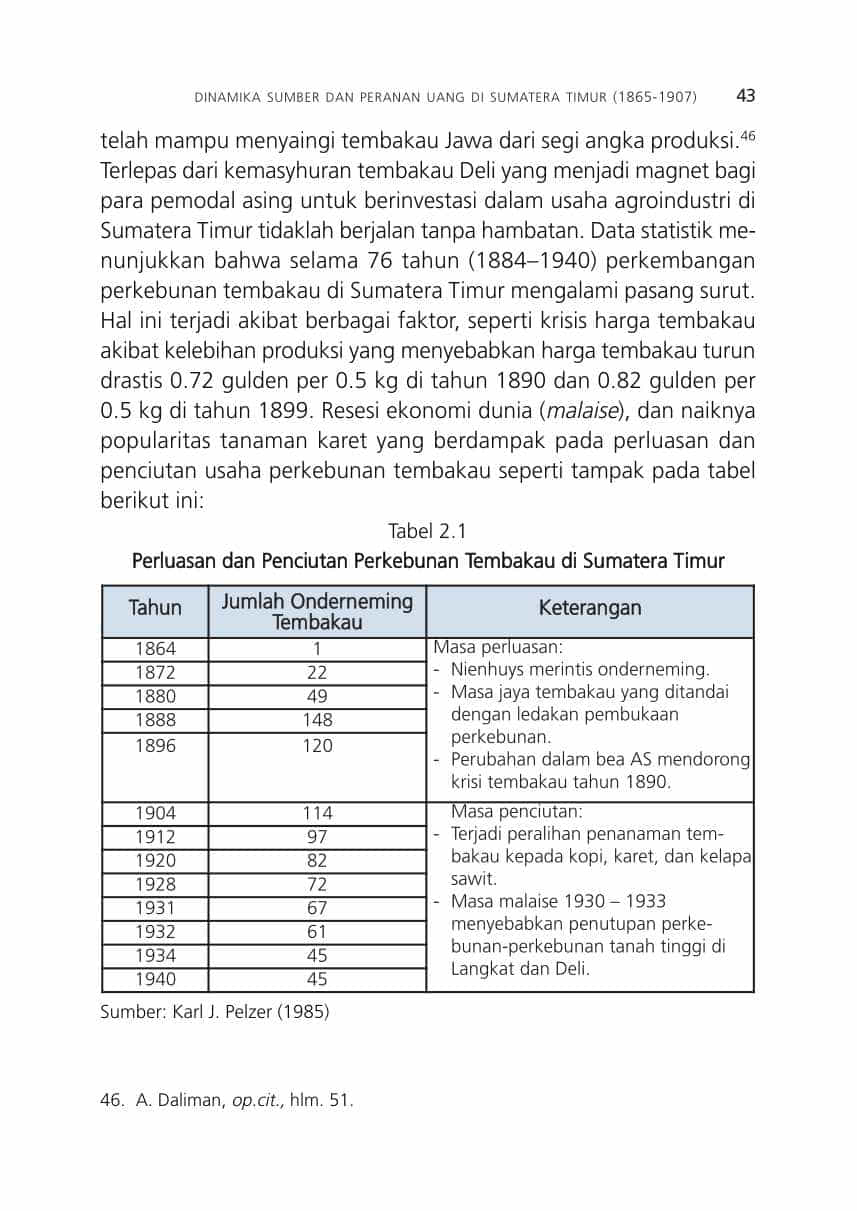 DINAMIKA SUMBER DAN PERANAN UANG DI SUMATERA TIMUR (1865-1907) 43
telah mampu menyaingi tembakau Jawa dari segi angka produksi.46
Terlepas dari kemasyhuran tembakau Deli yang menjadi magnet bagi
para pemodal asing untuk berinvestasi dalam usaha agroindustri di
Sumatera Timur tidaklah berjalan tanpa hambatan. Data statistik me-
nunjukkan bahwa selama 76 tahun (1884–1940) perkembangan
perkebunan tembakau di Sumatera Timur mengalami pasang surut.
Hal ini terjadi akibat berbagai faktor, seperti krisis harga tembakau
akibat kelebihan produksi yang menyebabkan harga tembakau turun
drastis 0.72 gulden per 0.5 kg di tahun 1890 dan 0.82 gulden per
0.5 kg di tahun 1899. Resesi ekonomi dunia (malaise), dan naiknya
popularitas tanaman karet yang berdampak pada perluasan dan
penciutan usaha perkebunan tembakau seperti tampak pada tabel
berikut ini:
Tabel 2.1
Perluasan dan Penciutan Perkebunan Tembakau di Sumatera Timur
Tahun
Jumlah Onderneming
Tembakau
Keterangan
1864 1
1872 22
1880 49
1888 148
1896 120
Masa perluasan:
- Nienhuys merintis onderneming.
- Masa jaya tembakau yang ditandai
dengan ledakan pembukaan
perkebunan.
- Perubahan dalam bea AS mendorong
krisi tembakau tahun 1890.
1904 114
1912 97
1920 82
1928 72
1931 67
1932 61
1934 45
1940 45
Masa penciutan:
- Terjadi peralihan penanaman tem-
bakau kepada kopi, karet, dan kelapa
sawit.
- Masa malaise 1930 – 1933
menyebabkan penutupan perke-
bunan-perkebunan tanah tinggi di
Langkat dan Deli.
Sumber: Karl J. Pelzer (1985)
46. A. Daliman, op.cit., hlm. 51.